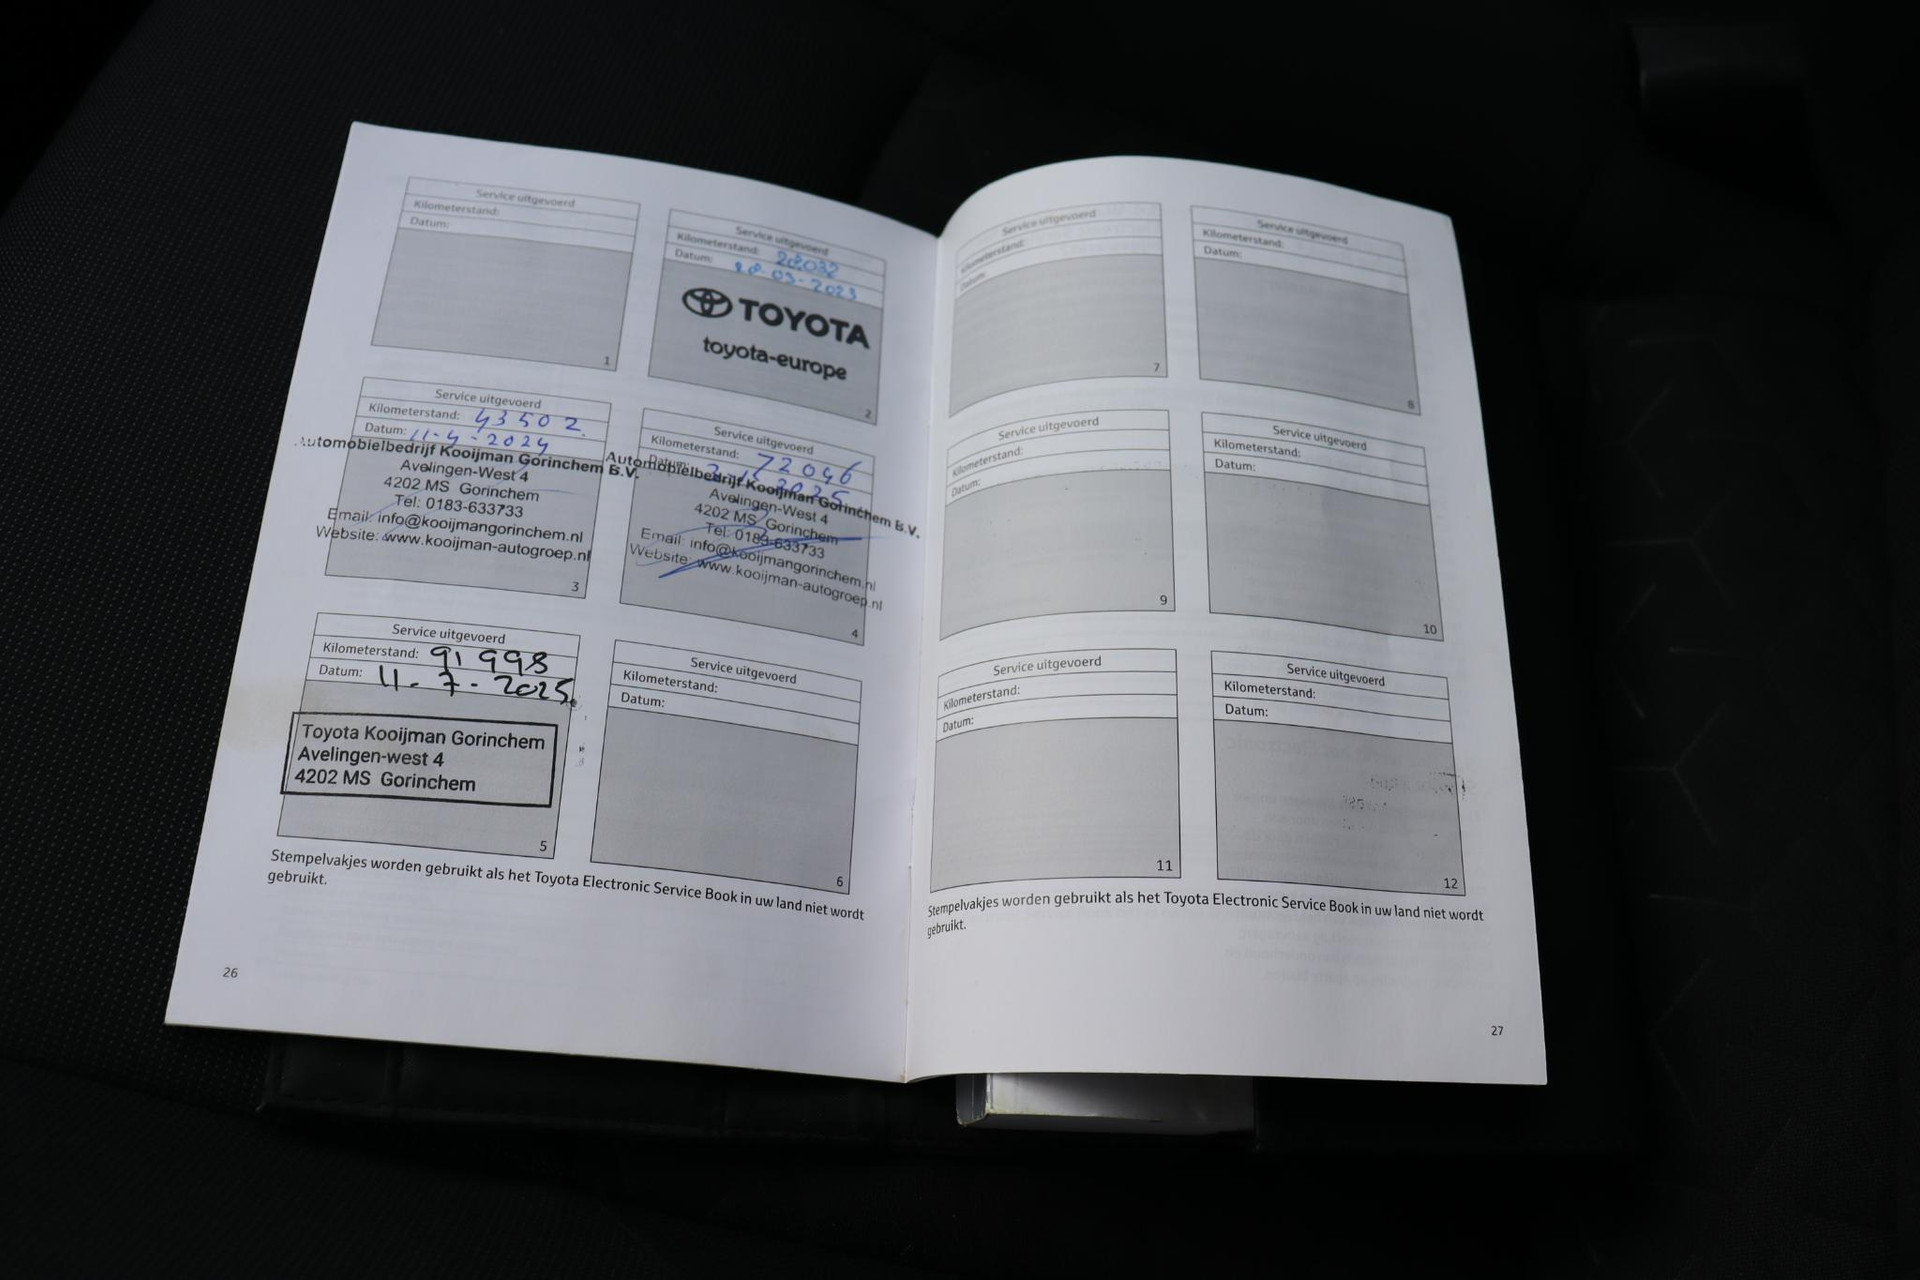 Service uitgevoerd
Kilometerstand:
Datum:
1
Service uitgevoerd
Kilometerstand: 28.032
Datum: 28-03-2023
TOYOTA
toyota-europe
2
Service uitgevoerd
Kilometerstand: 43502
Datum: 11-4-2024
Automobielbedrijf Kooijman Gorinchem B.V.
Avelingen-West 4
4202 MS Gorinchem
Tel: 0183-633733
Email: info@kooijmangorinchem.nl
Website: www.kooijman-autogroep.nl
3
Service uitgevoerd
Kilometerstand: 72046
Datum:
Automobielbedrijf Kooijman Gorinchem B.V.
Avelingen-West 4
4202 MS Gorinchem
Tel: 0183-633733
Email: info@kooijmangorinchem.nl
Website: www.kooijman-autogroep.nl
4
Service uitgevoerd
Kilometerstand: 91998
Datum: 11-7-2025
Toyota Kooijman Gorinchem
Avelingen-west 4
4202 MS Gorinchem
5
Service uitgevoerd
Kilometerstand:
Datum:
6
Stempelvakjes worden gebruikt als het Toyota Electronic Service Book in uw land niet wordt
gebruikt.
26
Service uitgevoerd
Kilometerstand:
Datum:
7
Service uitgevoerd
Kilometerstand:
Datum:
8
Service uitgevoerd
Kilometerstand:
Datum:
9
Service uitgevoerd
Kilometerstand:
Datum:
10
Service uitgevoerd
Kilometerstand:
Datum:
11
Service uitgevoerd
Kilometerstand:
Datum:
12
Stempelvakjes worden gebruikt als het Toyota Electronic Service Book in uw land niet wordt
gebruikt.
27